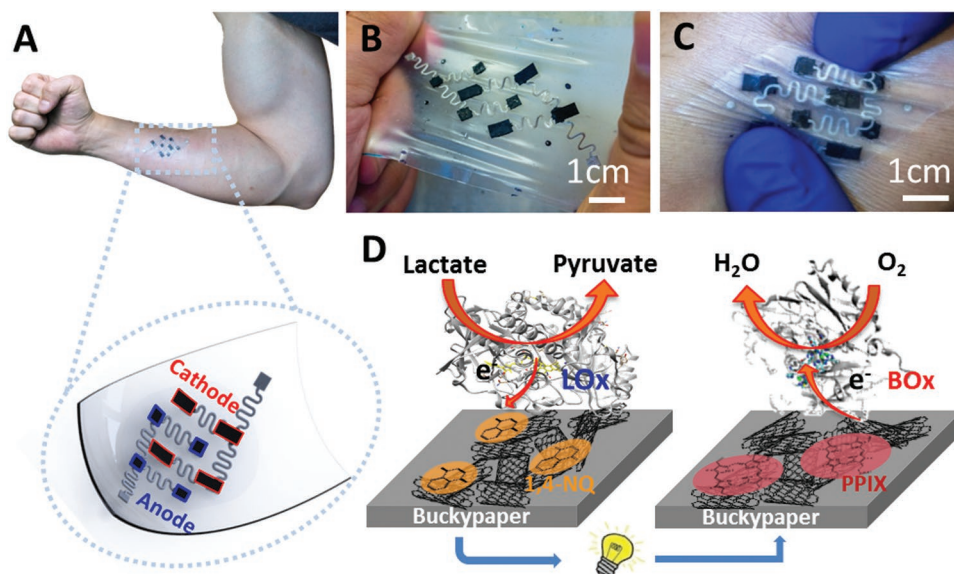 A
B
1cm
C
1cm
Cathode
Anode
D
Lactate
Pyruvate
e-
LOx
1,4-NQ
Buckypaper
H₂O
O₂
e-
BOx
PPIX
Buckypaper